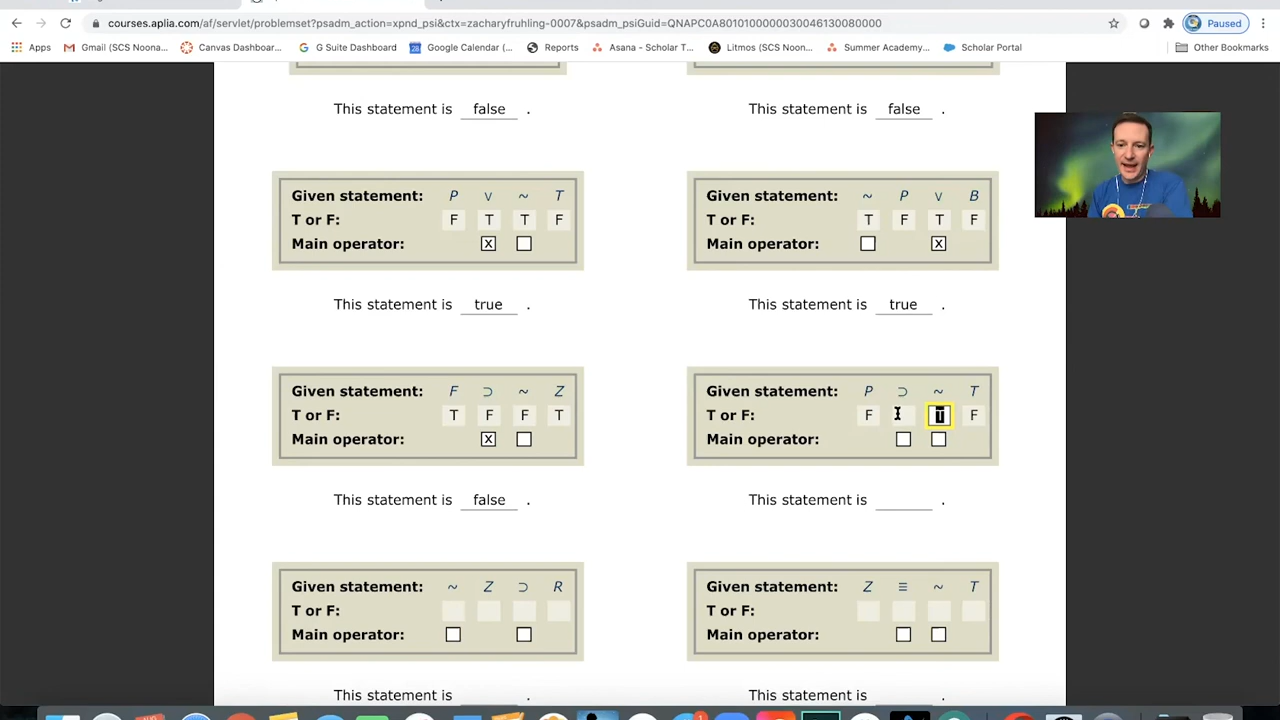 courses.aplia.com/af/servlet/problemset?psadm_action=xpnd_psi&ctx=zacharyfruhling-0007&psadm_psiGuid=QNAPC0A80101000000030046130080000
Paused
Apps
Gmail (SCS Noona...
Canvas Dashboar...
G Suite Dashboard
Google Calendar (...
Reports
Asana - Scholar T...
Litmos (SCS Noon...
Summer Academy...
Scholar Portal
Other Bookmarks
This statement is false .
This statement is false .
Given statement: P ∨ ~ T
T or F: F T T F
Main operator: x
This statement is true .
Given statement: ~ P ∨ B
T or F: T F T F
Main operator: x
This statement is true .
Given statement: F ⊃ ~ Z
T or F: T F F T
Main operator: x
This statement is false .
Given statement: P ⊃ ~ T
T or F: F T F
Main operator:
This statement is .
Given statement: ~ Z ⊃ R
T or F:
Main operator:
This statement is .
Given statement: Z ≡ ~ T
T or F:
Main operator:
This statement is .